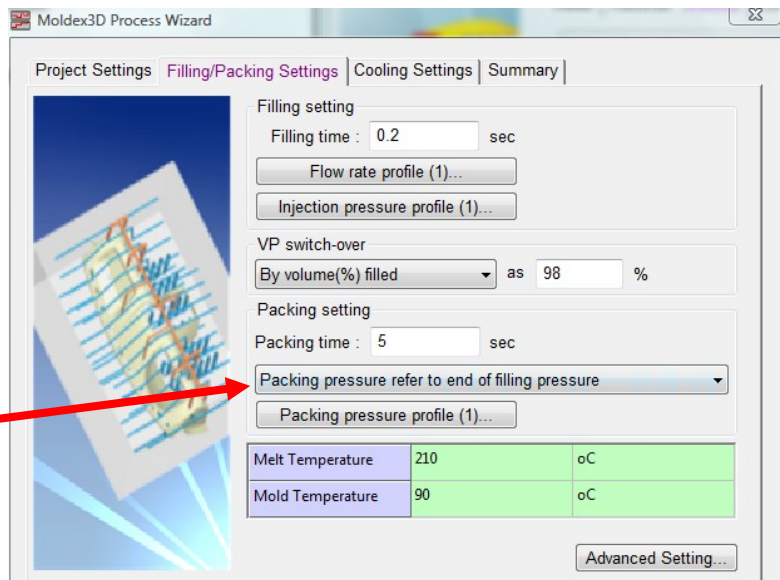 Moldex3D Process Wizard
Project Settings Filling/Packing Settings Cooling Settings Summary
Filling setting
Filling time : 0.2 sec
Flow rate profile (1)...
Injection pressure profile (1)...
VP switch-over
By volume(%) filled as 98 %
Packing setting
Packing time : 5 sec
Packing pressure refer to end of filling pressure
Packing pressure profile (1)...
Melt Temperature 210 oC
Mold Temperature 90 oC
Advanced Setting...